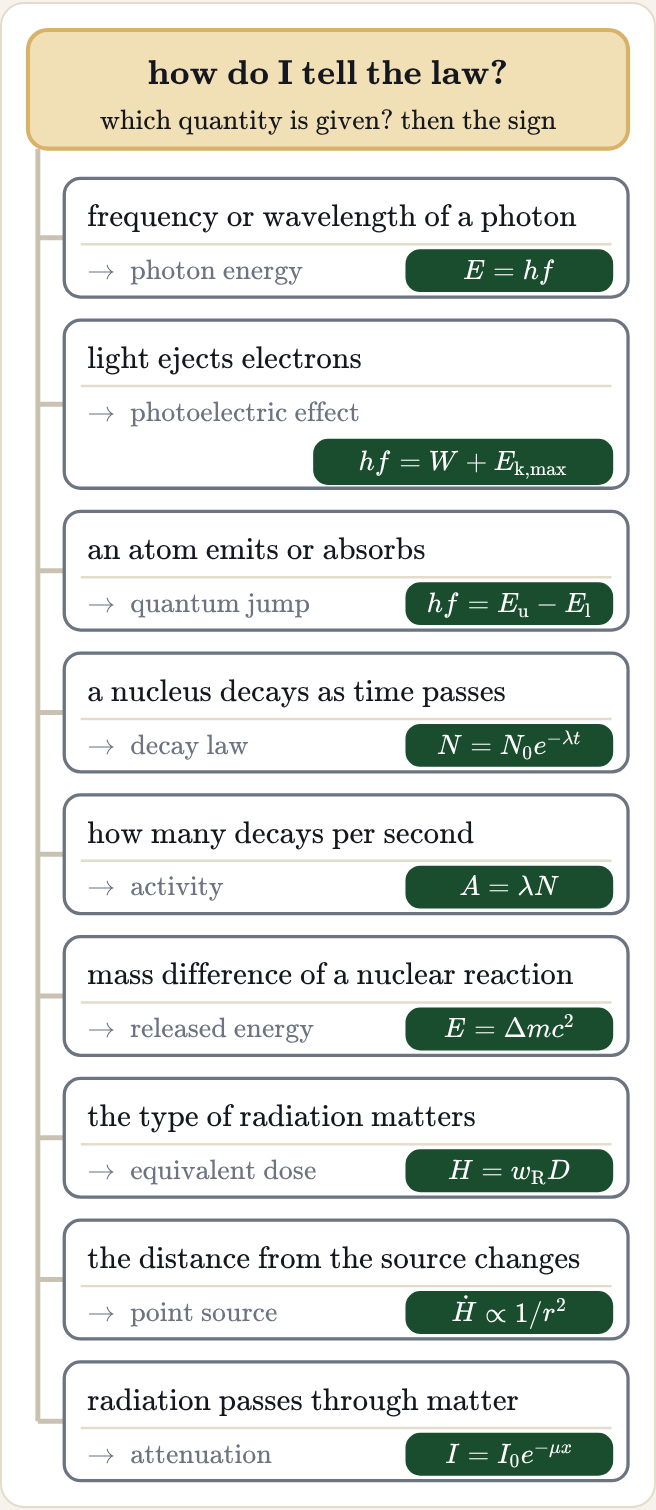 how do I tell the law?
which quantity is given? then the sign
frequency or wavelength of a photon
→ photon energy E = hf
light ejects electrons
→ photoelectric effect
hf = W + E_{k,max}
an atom emits or absorbs
→ quantum jump hf = E_u − E_l
a nucleus decays as time passes
→ decay law N = N_0e^{−λt}
how many decays per second
→ activity A = λN
mass difference of a nuclear reaction
→ released energy E = Δmc²
the type of radiation matters
→ equivalent dose H = w_RD
the distance from the source changes
→ point source Ḣ ∝ 1/r²
radiation passes through matter
→ attenuation I = I_0e^{−μx}